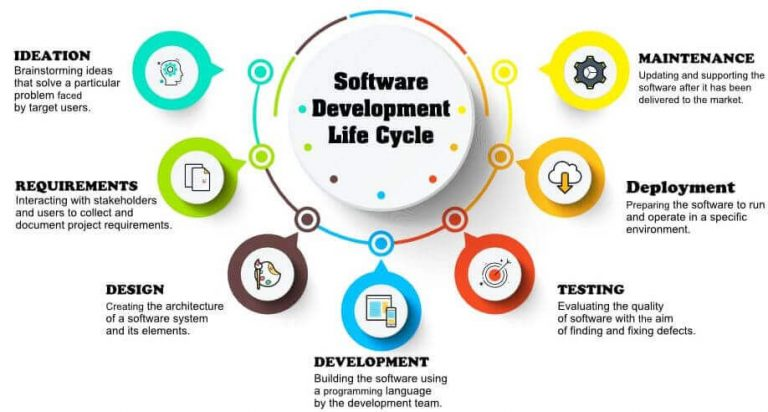 Software
Development
Life Cycle
IDEATION
Brainstorming ideas
that solve a particular
problem faced
by target users.
REQUIREMENTS
Interacting with stakeholders
and users to collect and
document project requirements.
DESIGN
Creating the architecture
of a software system
and its elements.
DEVELOPMENT
Building the software using
a programming language
by the development team.
TESTING
Evaluating the quality
of software with the aim
of finding and fixing defects.
Deployment
Preparing the software to run
and operate in a specific
environment.
MAINTENANCE
Updating and supporting the
software after it has been
delivered to the market.